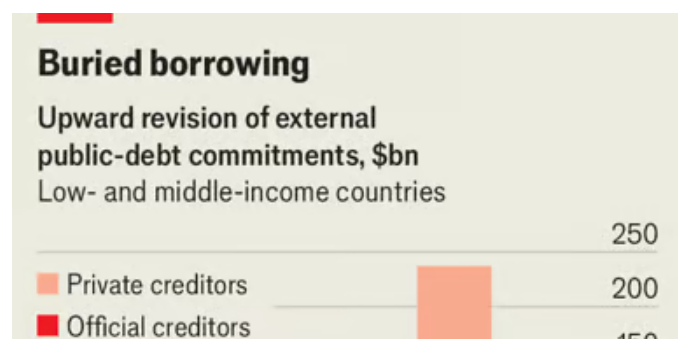 Buried borrowing
Upward revision of external
public-debt commitments, $bn
Low- and middle-income countries
250
Private creditors
200
Official creditors